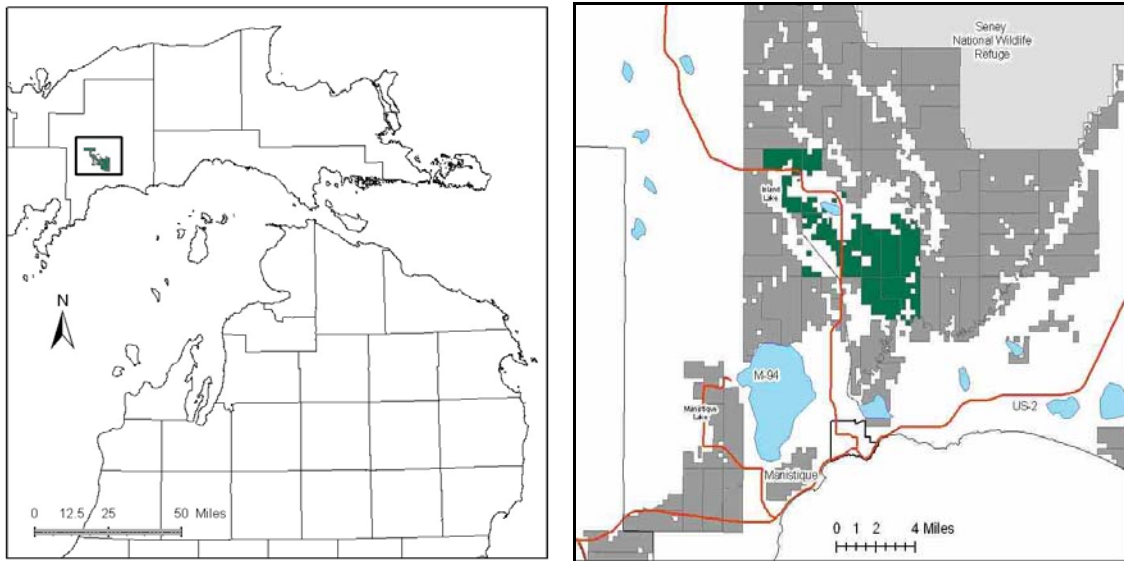 N
0 12.5 25 50 Miles
Seney
National Wildlife
Refuge
Island
Lake
M-94
Manistique
Lake
US-2
Manistique
0 1 2 4 Miles